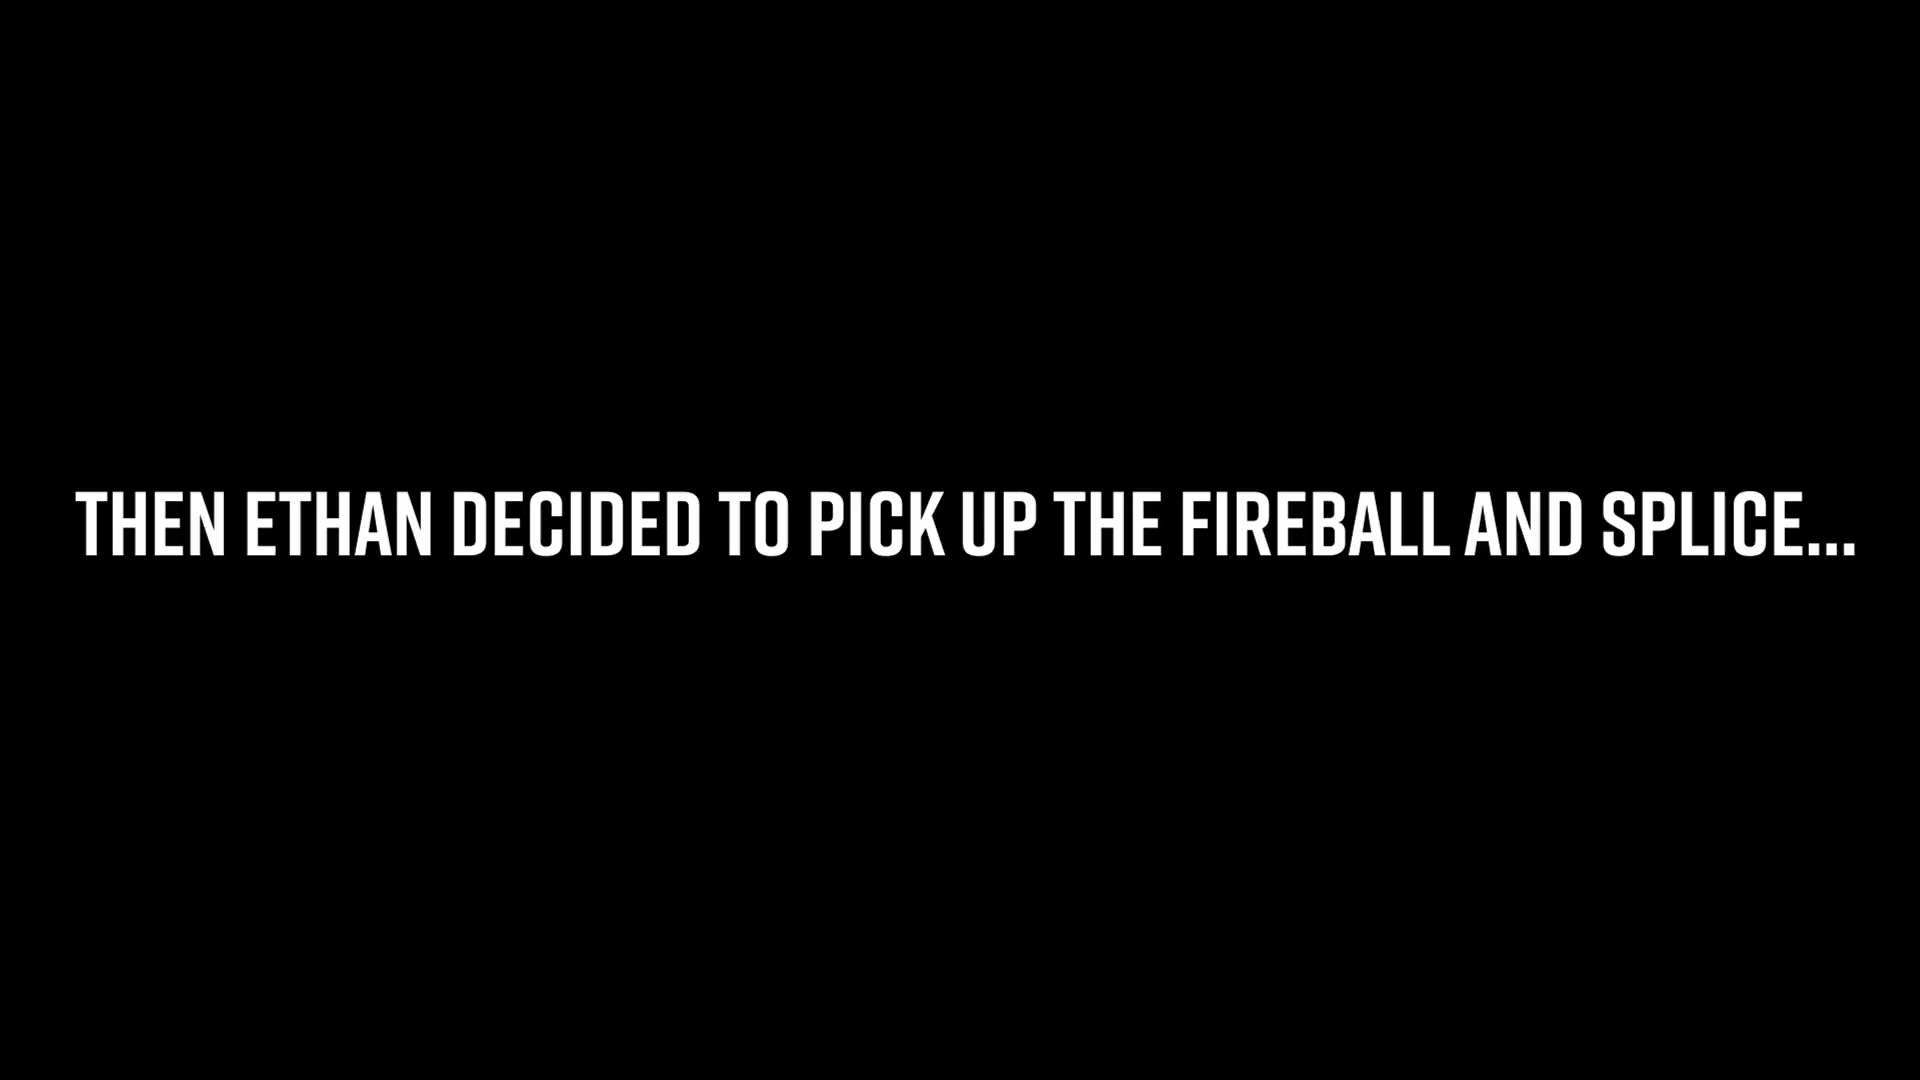 THEN ETHAN DECIDED TO PICK UP THE FIREBALL AND SPLICE...